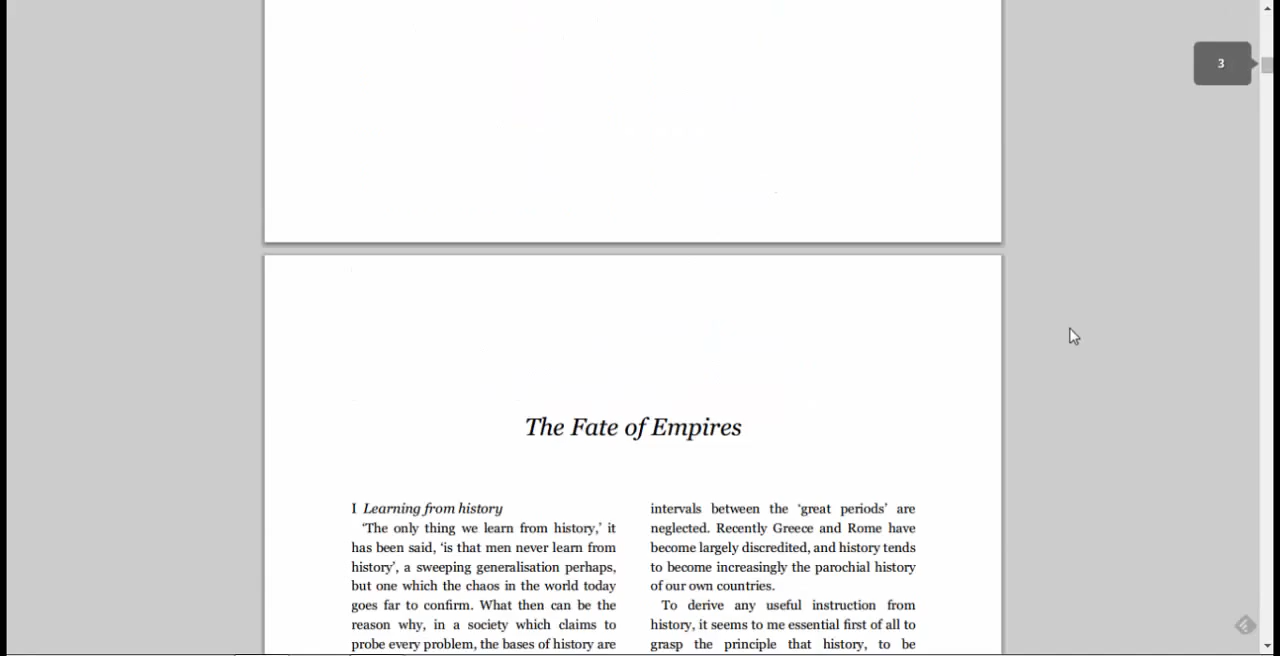 3
The Fate of Empires
I Learning from history
‘The only thing we learn from history,’ it
has been said, ‘is that men never learn from
history’, a sweeping generalisation perhaps,
but one which the chaos in the world today
goes far to confirm. What then can be the
reason why, in a society which claims to
probe every problem, the bases of history are
intervals between the ‘great periods’ are
neglected. Recently Greece and Rome have
become largely discredited, and history tends
to become increasingly the parochial history
of our own countries.
To derive any useful instruction from
history, it seems to me essential first of all to
grasp the principle that history, to be